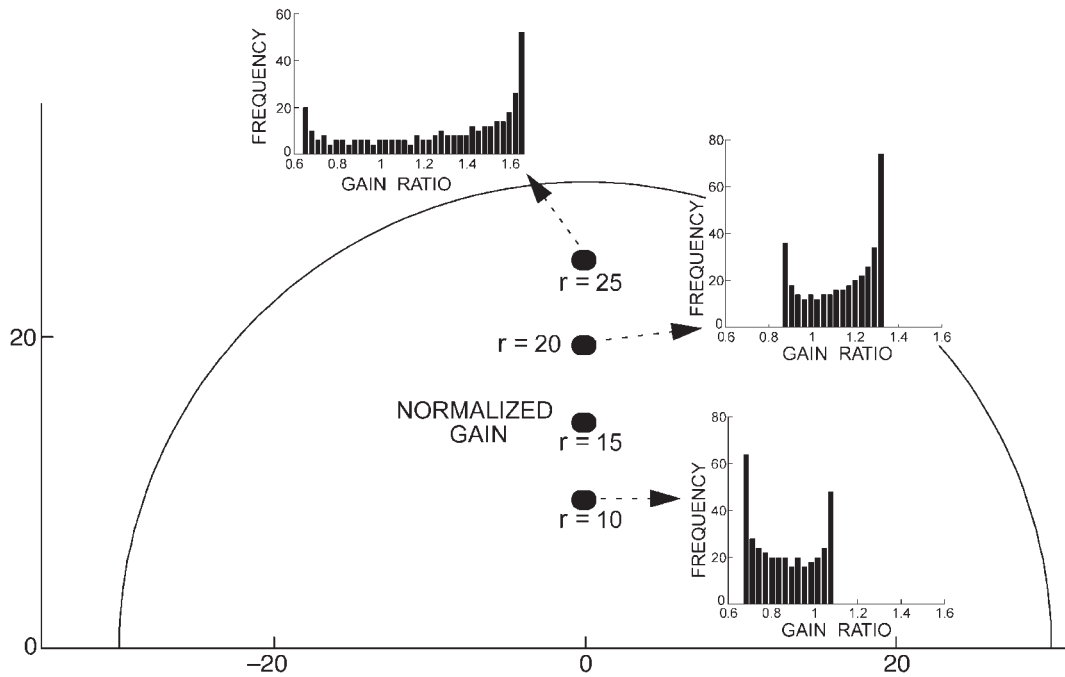 60
40
20
0
FREQUENCY
0.6 0.8 1 1.2 1.4 1.6
GAIN RATIO
80
60
40
20
0
FREQUENCY
0.6 0.8 1 1.2 1.4 1.6
GAIN RATIO
r = 25
r = 20
NORMALIZED
GAIN
r = 15
r = 10
80
60
40
20
0
FREQUENCY
0.6 0.8 1 1.2 1.4 1.6
GAIN RATIO
20
0
–20 0 20